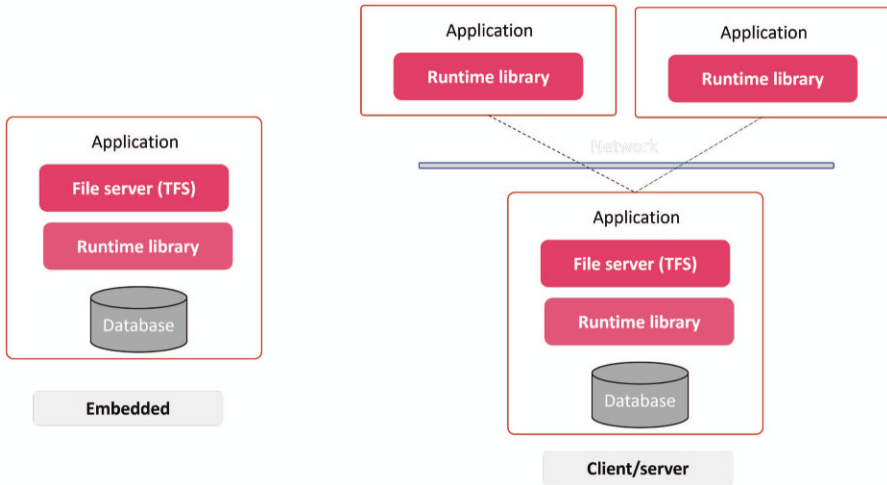 Application
Runtime library
Application
Runtime library
Network
Application
File server (TFS)
Runtime library
Database
Embedded
Application
File server (TFS)
Runtime library
Database
Client/server